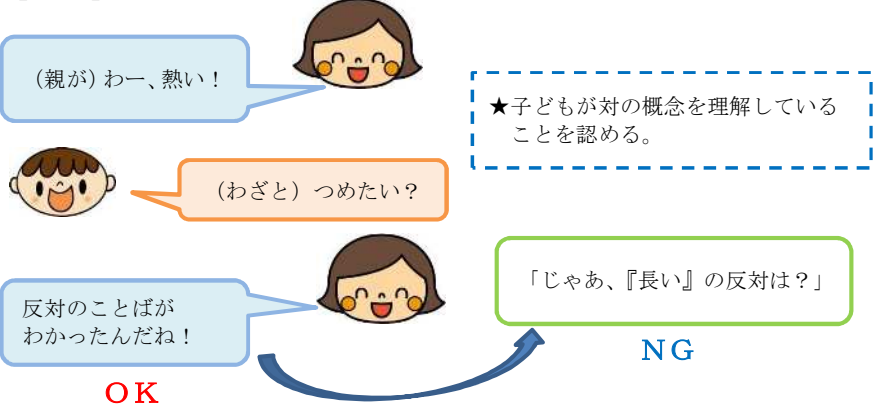 （親が）わー、熱い！
★子どもが対の概念を理解している
ことを認める。
（わざと）つめたい？
反対のことばが
わかったんだね！
「じゃあ、『長い』の反対は？」
ＯＫ
ＮＧ